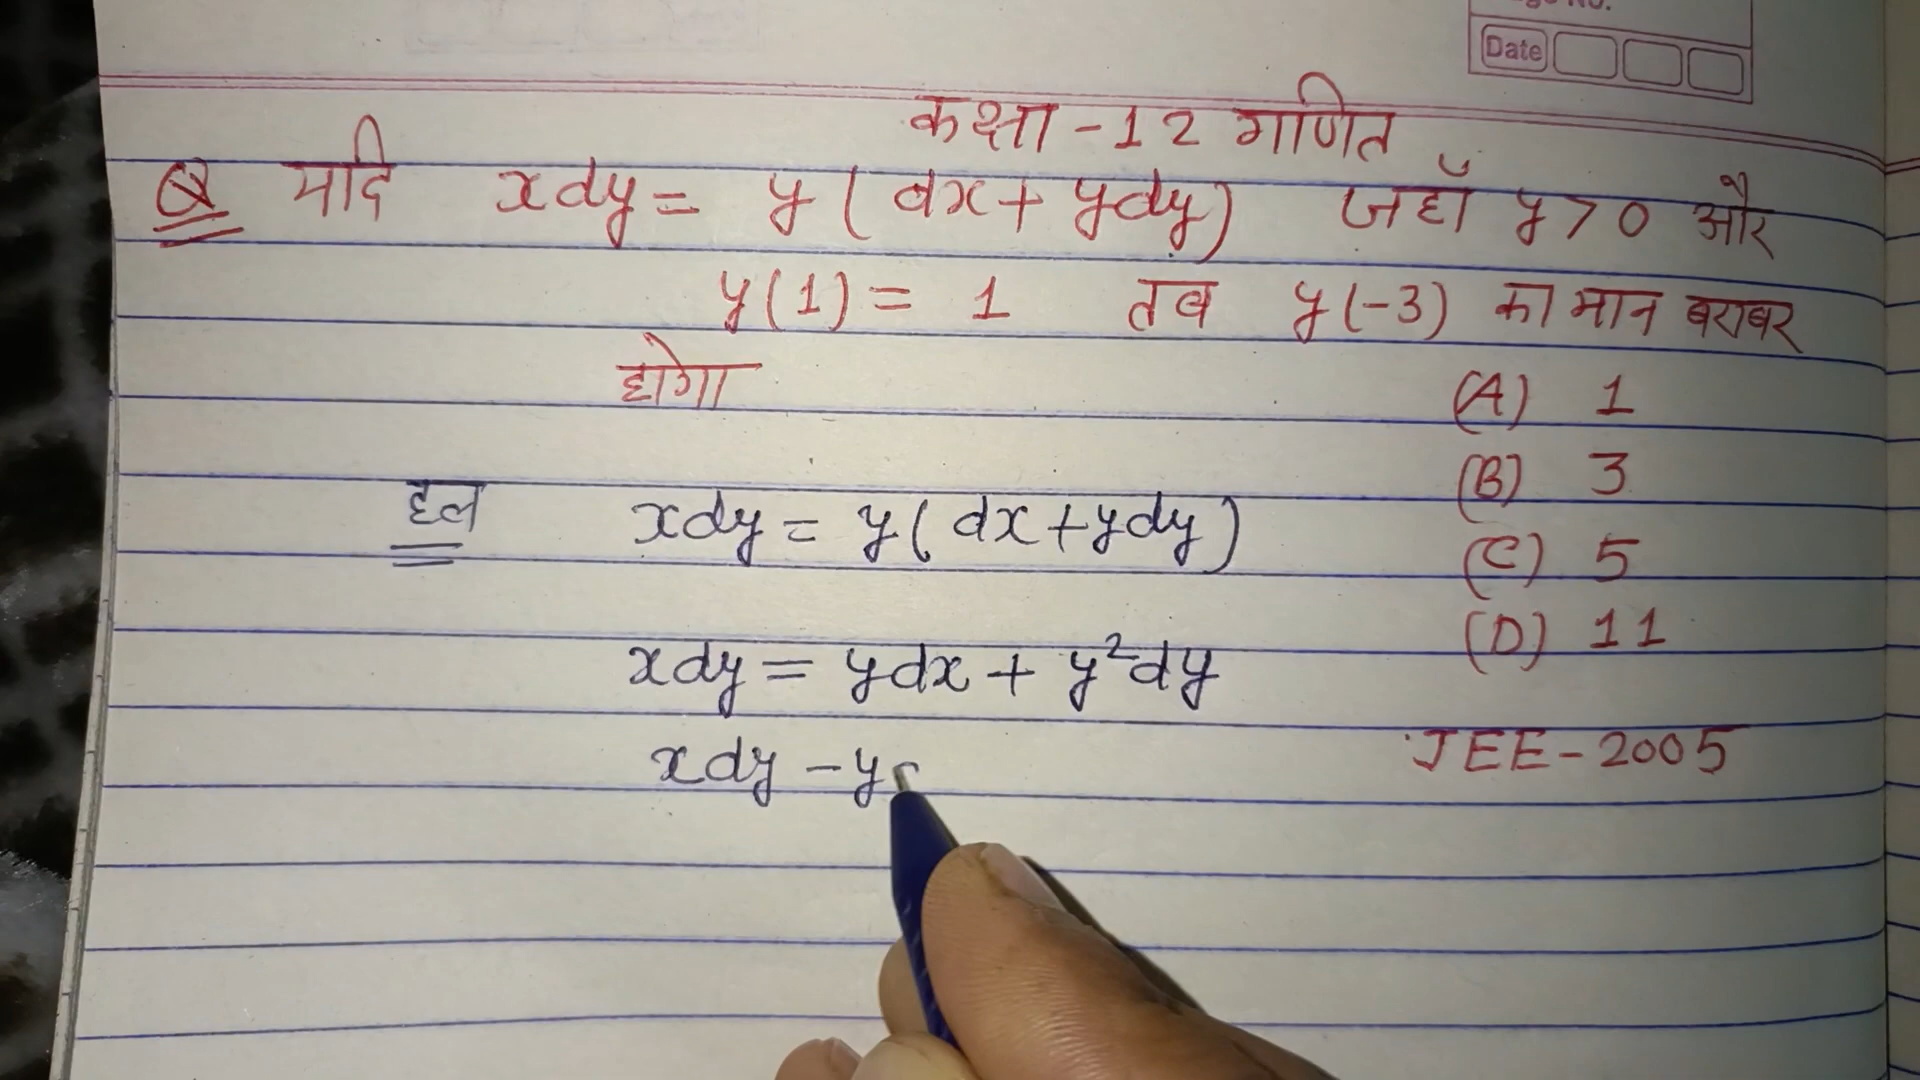 Date
कक्षा - 12 गणित
Q यदि xdy = y ( dx + ydy) जहाँ y > 0 और
y(1) = 1 तब y(-3) का मान बराबर
होगा
(A) 1
(B) 3
(C) 5
(D) 11
हल xdy = y( dx + ydy)
xdy = ydx + y²dy
JEE - 2005
xdy - y